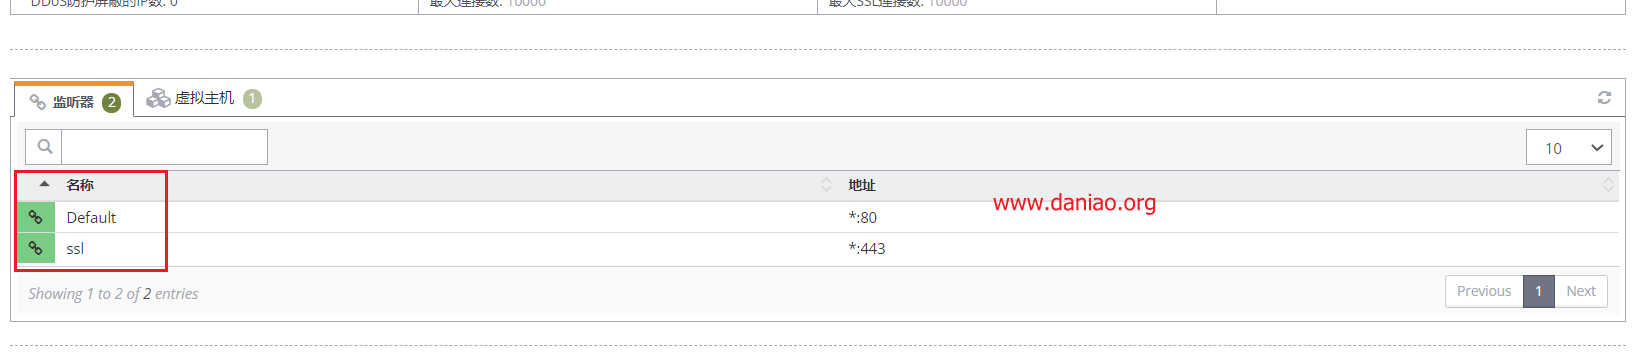 DDoS防护屏蔽的IP数: 0 最大连接数: 10000 最大SSL连接数: 10000
监听器 2 虚拟主机 1
10
名称 地址
www.daniao.org
Default *:80
ssl *:443
Showing 1 to 2 of 2 entries Previous 1 Next